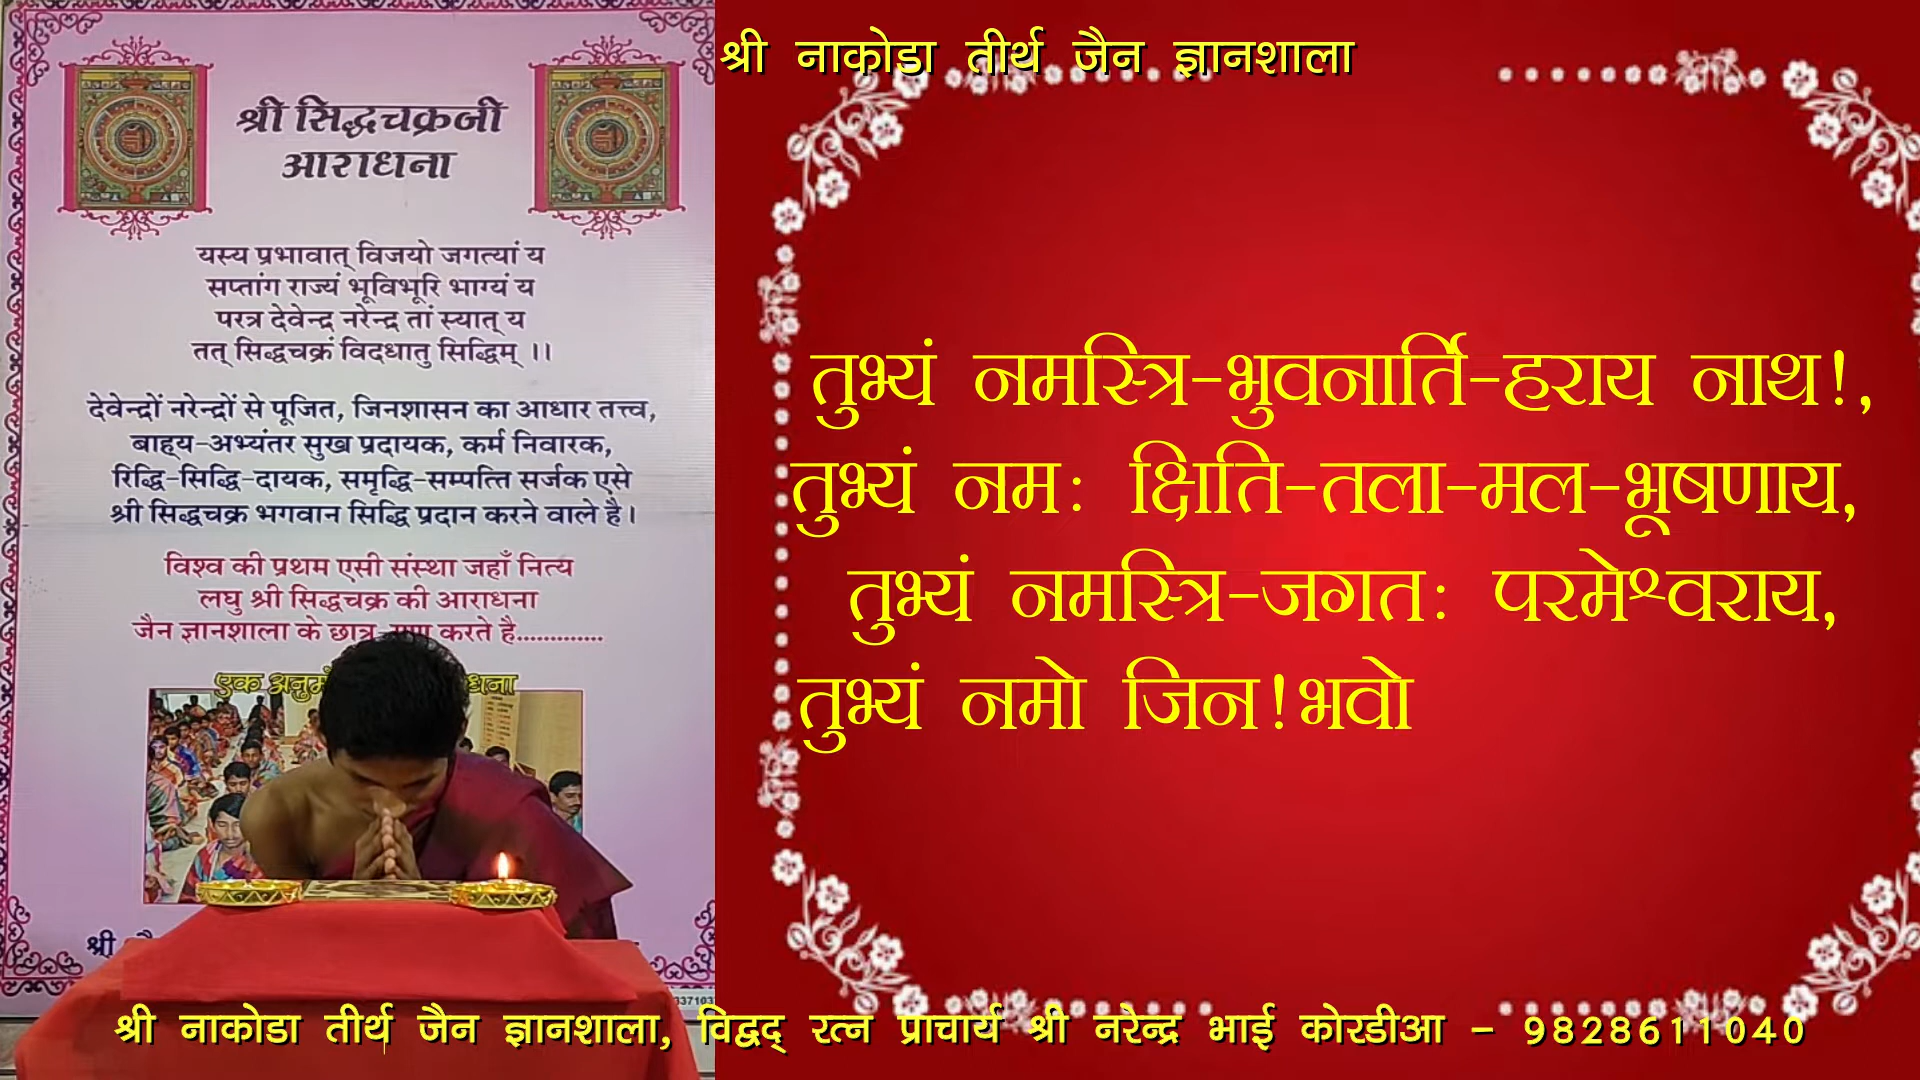 श्री नाकोडा तीर्थ जैन ज्ञानशाला
श्री सिद्धचक्रजी
आराधना
यस्य प्रभावात् विजयो जगत्यां य
सप्तांग राज्यं भूविभूरि भाग्यं य
परत्र देवेन्द्र नरेन्द्र तां स्यात् य
तत् सिद्धचक्रं विदधातु सिद्धिम् ।।
देवेन्द्रों नरेन्द्रों से पूजित, जिनशासन का आधार तत्त्व,
बाह्य-अभ्यंतर सुख प्रदायक, कर्म निवारक,
रिद्धि-सिद्धि-दायक, समृद्धि-सम्पत्ति सर्जक एसे
श्री सिद्धचक्र भगवान सिद्धि प्रदान करने वाले है।
विश्व की प्रथम एसी संस्था जहाँ नित्य
लघु श्री सिद्धचक्र की आराधना
जैन ज्ञानशाला के छात्र करते है.............
एक
श्री
तुभ्यं नमस्त्रि-भुवनार्ति-हराय नाथ!,
तुभ्यं नमः क्षिति-तला-मल-भूषणाय,
तुभ्यं नमस्त्रि-जगतः परमेश्वराय,
तुभ्यं नमो जिन!भवो
श्री नाकोडा तीर्थ जैन ज्ञानशाला, विद्वद् रत्न प्राचार्य श्री नरेन्द्र भाई कोरडीआ - 9828611040